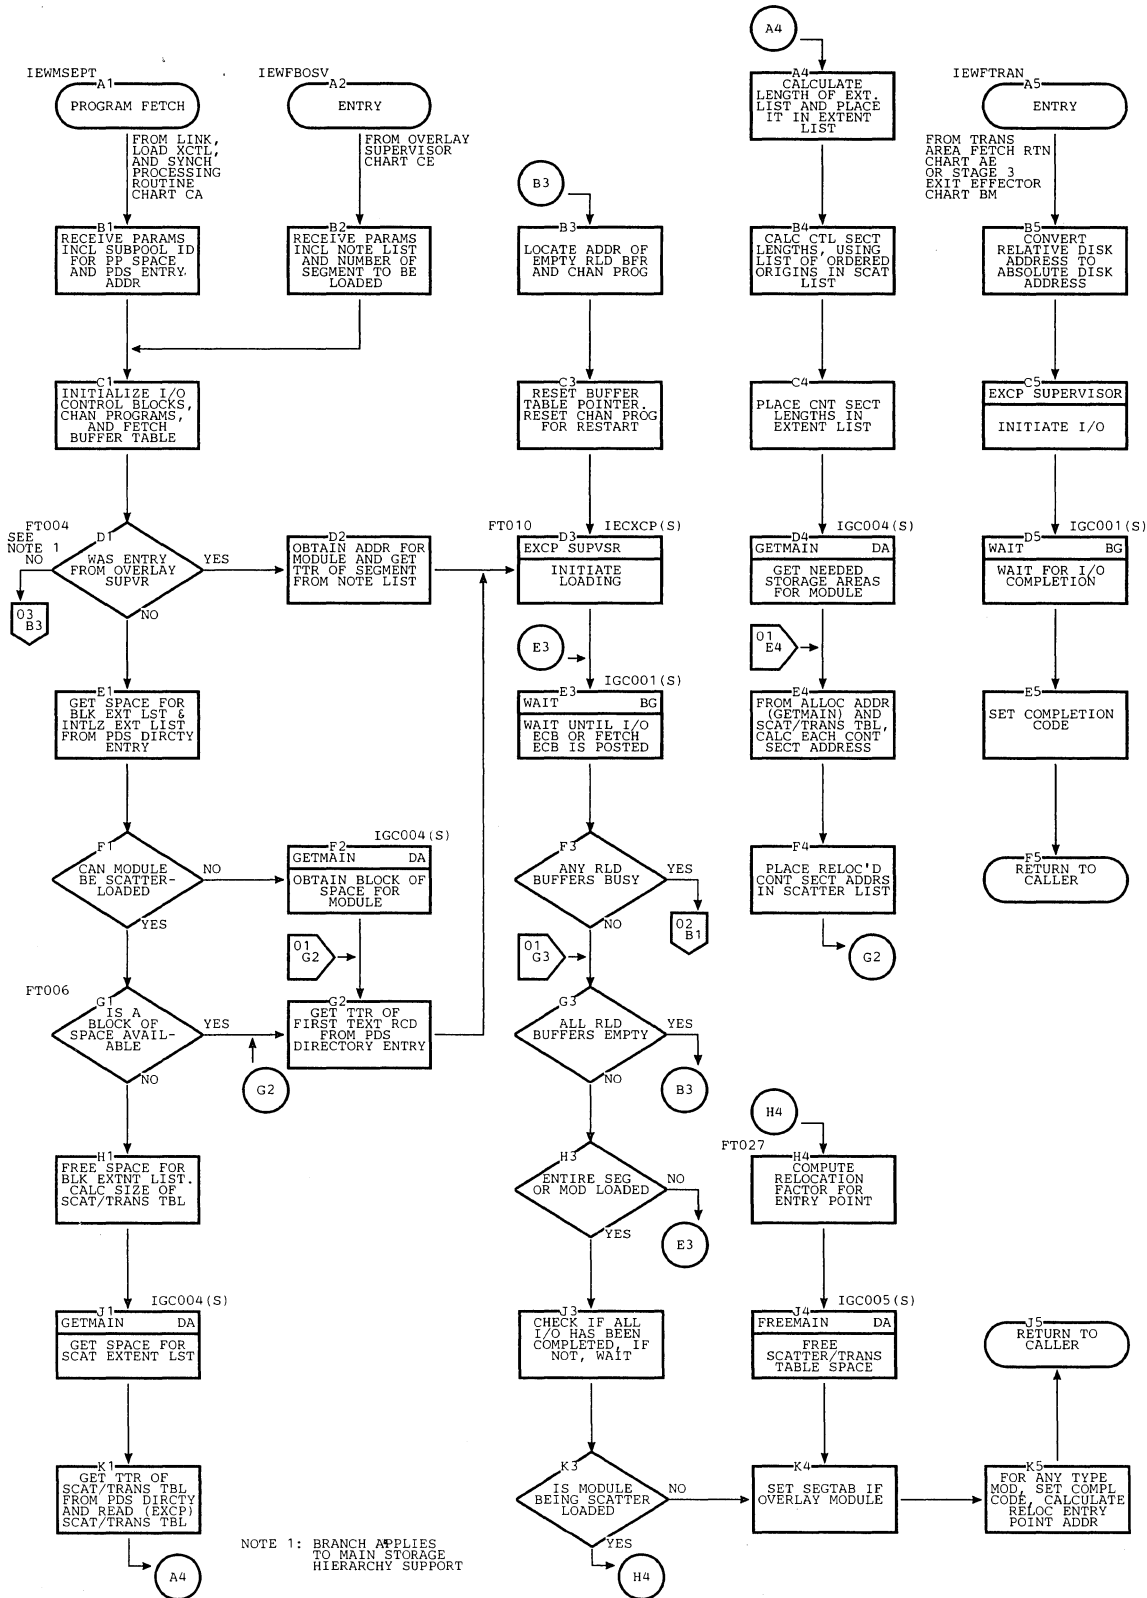 IEWMSEPT
A1
PROGRAM FETCH
FROM LINK,
LOAD XCTL,
AND SYNCH
PROCESSING
ROUTINE
CHART CA
B1
RECEIVE PARAMS
INCL SUBPOOL ID
FOR PP SPACE
AND PDS ENTRY
ADDR
C1
INITIALIZE I/O
CONTROL BLOCKS,
CHAN PROGRAMS,
AND FETCH
BUFFER TABLE
FT004
SEE
NOTE 1
NO
D1
WAS ENTRY
FROM OVERLAY
SUPVR
YES
NO
03
B3
E1
GET SPACE FOR
BLK EXT LST &
INTLZ EXT LIST
FROM PDS DIRCTY
ENTRY
F1
CAN MODULE
BE SCATTER-
LOADED
NO
YES
FT006
G1
IS A
BLOCK OF
SPACE AVAIL-
ABLE
YES
NO
G2
H1
FREE SPACE FOR
BLK EXTNT LIST.
CALC SIZE OF
SCAT/TRANS TBL
IGC004(S)
J1
GETMAIN DA
GET SPACE FOR
SCAT EXTENT LST
K1
GET TTR OF
SCAT/TRANS TBL
FROM PDS DIRCTY
AND READ (EXCP)
SCAT/TRANS TBL
A4
IEWFBOSV
A2
ENTRY
FROM OVERLAY
SUPERVISOR
CHART CE
B2
RECEIVE PARAMS
INCL NOTE LIST
AND NUMBER OF
SEGMENT TO BE
LOADED
D2
OBTAIN ADDR FOR
MODULE AND GET
TTR OF SEGMENT
FROM NOTE LIST
IGC004(S)
F2
GETMAIN DA
OBTAIN BLOCK OF
SPACE FOR
MODULE
01
G2
G2
GET TTR OF
FIRST TEXT RCD
FROM PDS
DIRECTORY ENTRY
NOTE 1: BRANCH APPLIES
TO MAIN STORAGE
HIERARCHY SUPPORT
B3
B3
LOCATE ADDR OF
EMPTY RLD BFR
AND CHAN PROG
C3
RESET BUFFER
TABLE POINTER.
RESET CHAN PROG
FOR RESTART
FT010
IECXCP(S)
D3
EXCP SUPVSR
INITIATE
LOADING
E3
IGC001(S)
E3
WAIT BG
WAIT UNTIL I/O
ECB OR FETCH
ECB IS POSTED
F3
ANY RLD
BUFFERS BUSY
YES
NO
02
B1
01
G3
G3
ALL RLD
BUFFERS EMPTY
YES
NO
B3
H3
ENTIRE SEG
OR MOD LOADED
NO
YES
E3
J3
CHECK IF ALL
I/O HAS BEEN
COMPLETED, IF
NOT, WAIT
K3
IS MODULE
BEING SCATTER
LOADED
NO
YES
H4
A4
A4
CALCULATE
LENGTH OF EXT.
LIST AND PLACE
IT IN EXTENT
LIST
B4
CALC CTL SECT
LENGTHS, USING
LIST OF ORDERED
ORIGINS IN SCAT
LIST
C4
PLACE CNT SECT
LENGTHS IN
EXTENT LIST
IGC004(S)
D4
GETMAIN DA
GET NEEDED
STORAGE AREAS
FOR MODULE
01
E4
E4
FROM ALLOC ADDR
(GETMAIN) AND
SCAT/TRANS TBL,
CALC EACH CONT
SECT ADDRESS
F4
PLACE RELOC'D
CONT SECT ADDRS
IN SCATTER LIST
G2
H4
FT027
H4
COMPUTE
RELOCATION
FACTOR FOR
ENTRY POINT
IGC005(S)
J4
FREEMAIN DA
FREE
SCATTER/TRANS
TABLE SPACE
K4
SET SEGTAB IF
OVERLAY MODULE
IEWFTRAN
A5
ENTRY
FROM TRANS
AREA FETCH RTN
CHART AE
OR STAGE 3
EXIT EFFECTOR
CHART BM
B5
CONVERT
RELATIVE DISK
ADDRESS TO
ABSOLUTE DISK
ADDRESS
C5
EXCP SUPERVISOR
INITIATE I/O
IGC001(S)
D5
WAIT BG
WAIT FOR I/O
COMPLETION
E5
SET COMPLETION
CODE
F5
RETURN TO
CALLER
J5
RETURN TO
CALLER
K5
FOR ANY TYPE
MOD, SET COMPL
CODE, CALCULATE
RELOC ENTRY
POINT ADDR